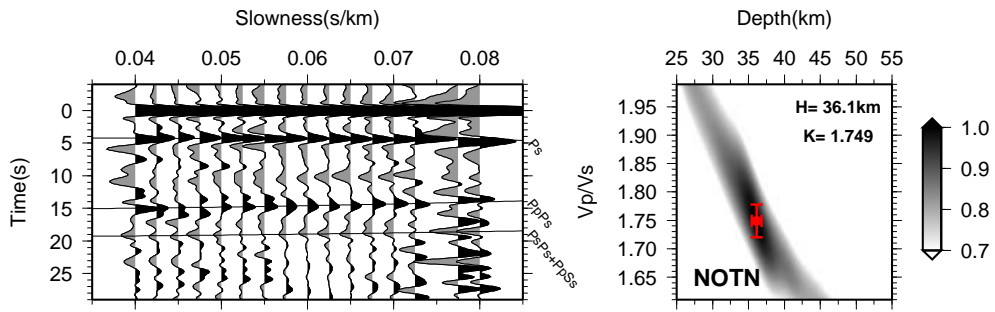 Slowness(s/km)
0.04 0.05 0.06 0.07 0.08
Time(s)
0
5
10
15
20
25
Ps
PpPs
PsPs+PpSs
Depth(km)
25 30 35 40 45 50 55
Vp/Vs
1.95
1.90
1.85
1.80
1.75
1.70
1.65
H= 36.1km
K= 1.749
NOTN
1.0
0.9
0.8
0.7